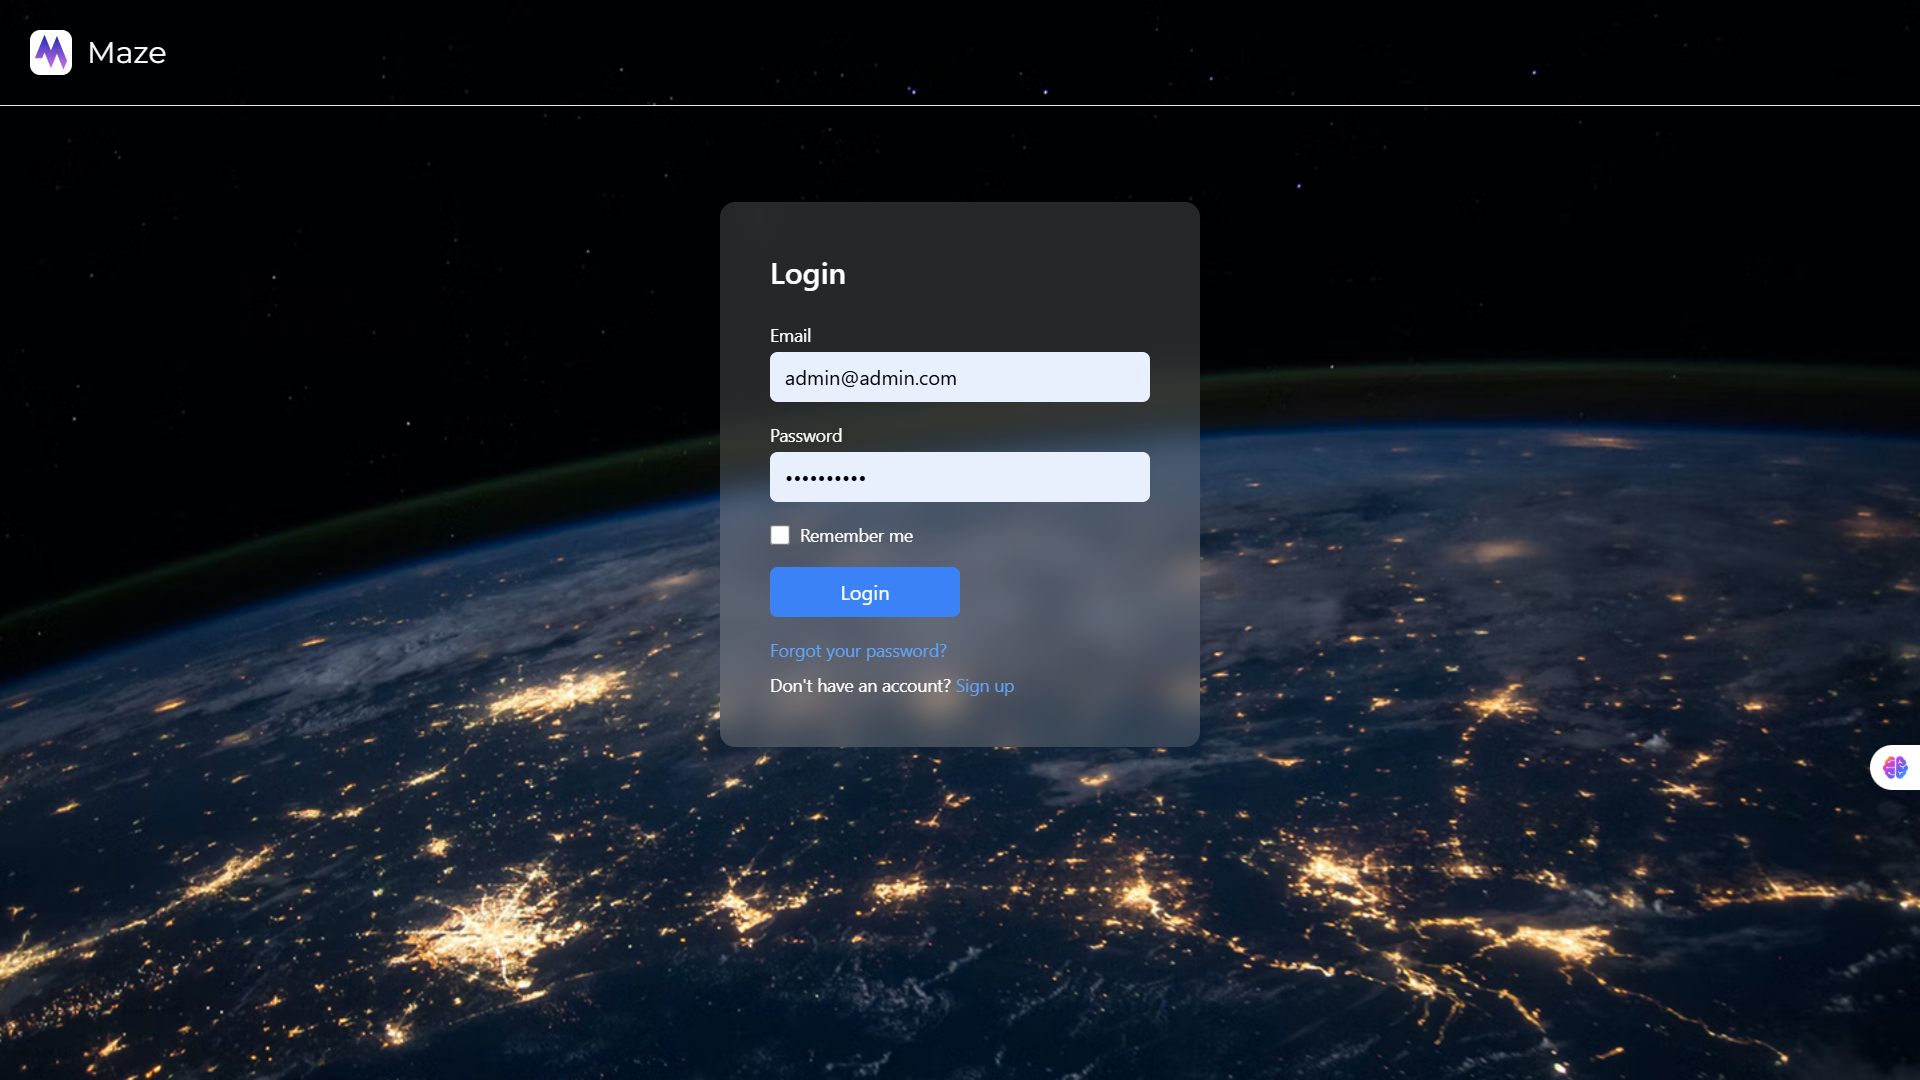 Maze
Login
Email
admin@admin.com
Password
••••••••••
Remember me
Login
Forgot your password?
Don't have an account? Sign up